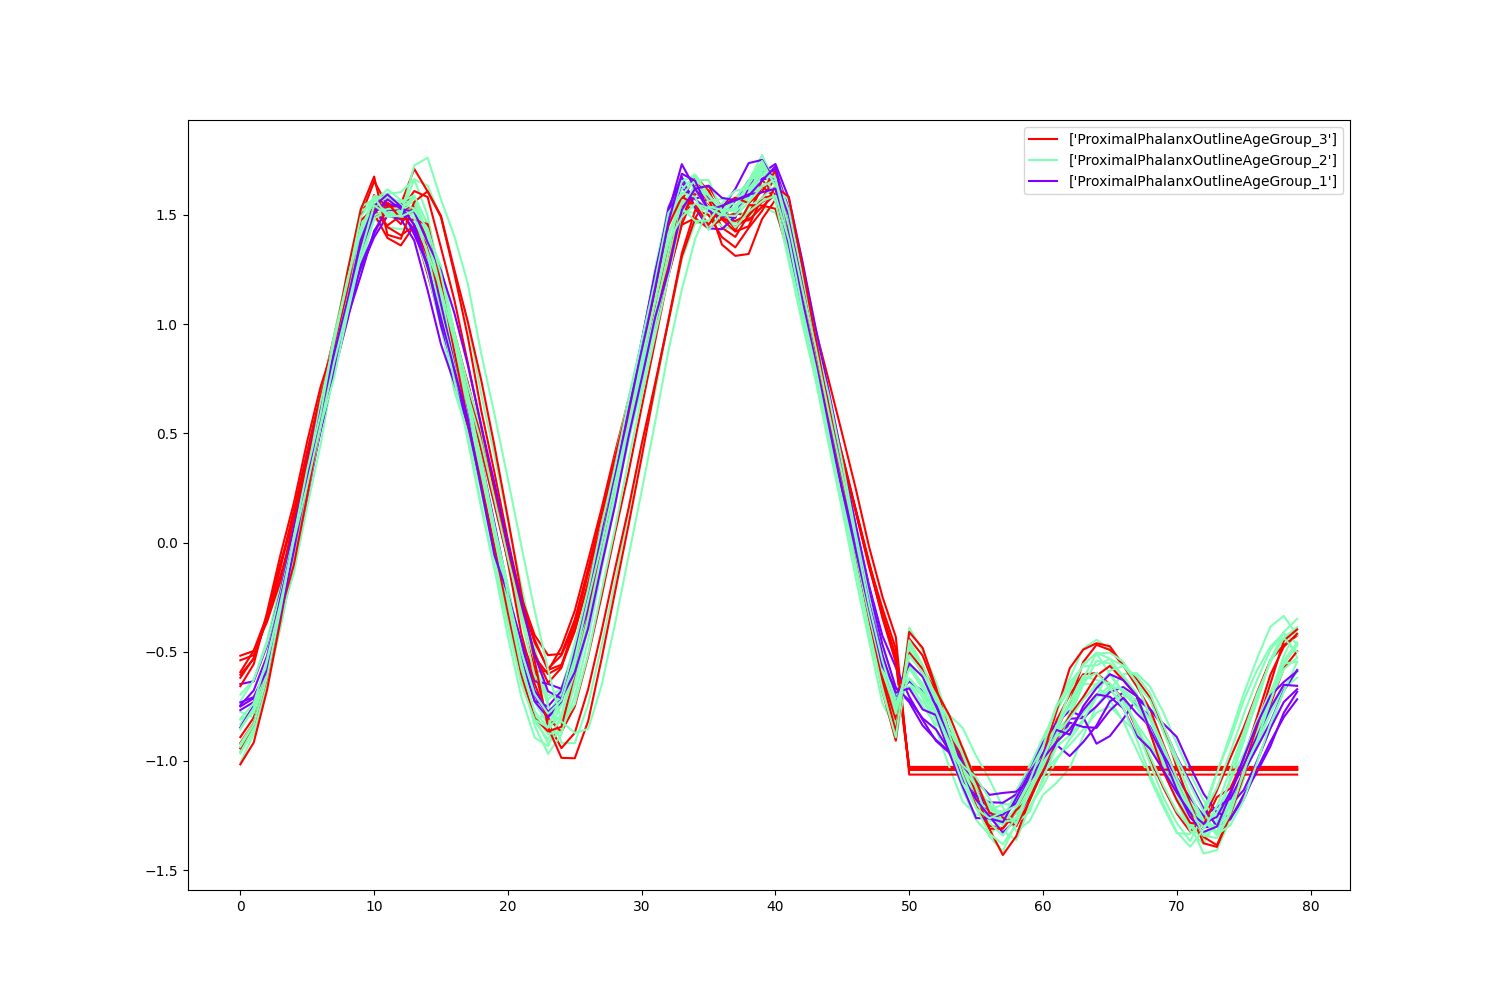 ['ProximalPhalanxOutlineAgeGroup_3']
['ProximalPhalanxOutlineAgeGroup_2']
['ProximalPhalanxOutlineAgeGroup_1']
1.5
1.0
0.5
0.0
−0.5
−1.0
−1.5
0 10 20 30 40 50 60 70 80